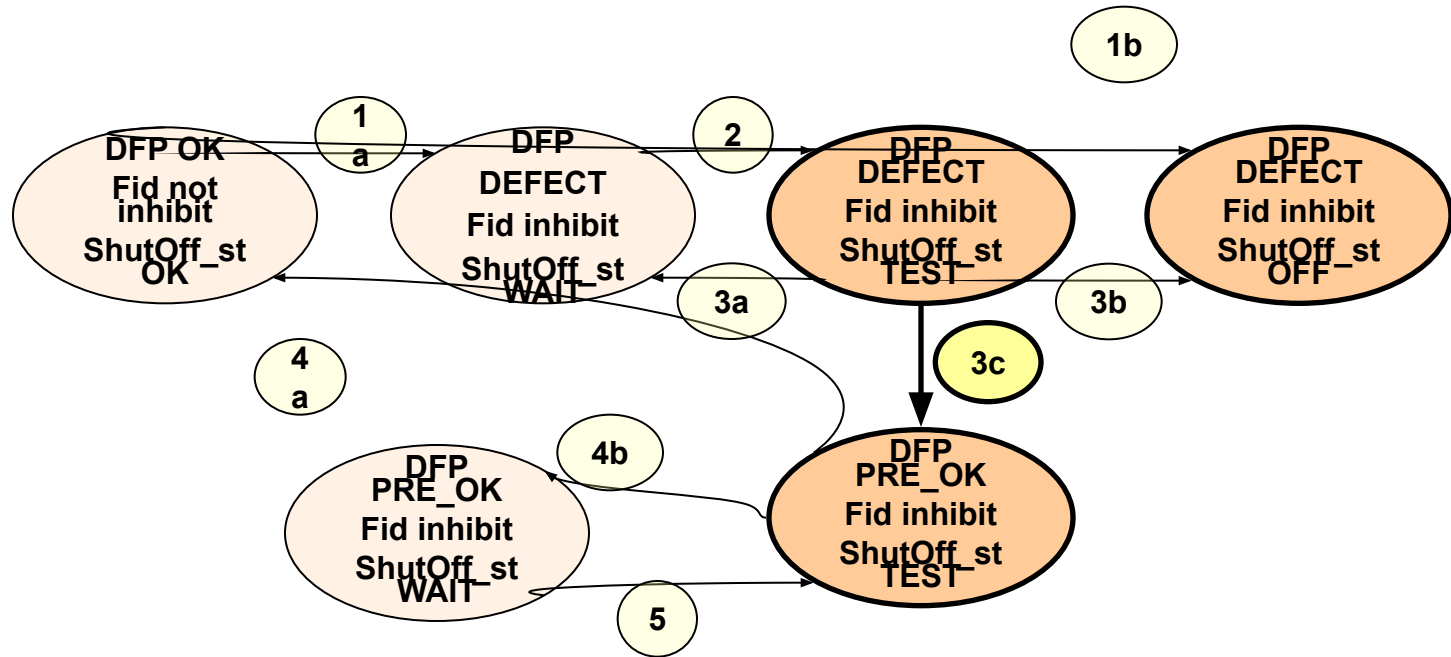 1b
1
a
2
DFP OK
Fid not
inhibit
ShutOff_st
OK
DFP
DEFECT
Fid inhibit
ShutOff_st
WAIT
DFP
DEFECT
Fid inhibit
ShutOff_st
TEST
DFP
DEFECT
Fid inhibit
ShutOff_st
OFF
3a
3b
3c
4
a
4b
DFP
PRE_OK
Fid inhibit
ShutOff_st
WAIT
DFP
PRE_OK
Fid inhibit
ShutOff_st
TEST
5